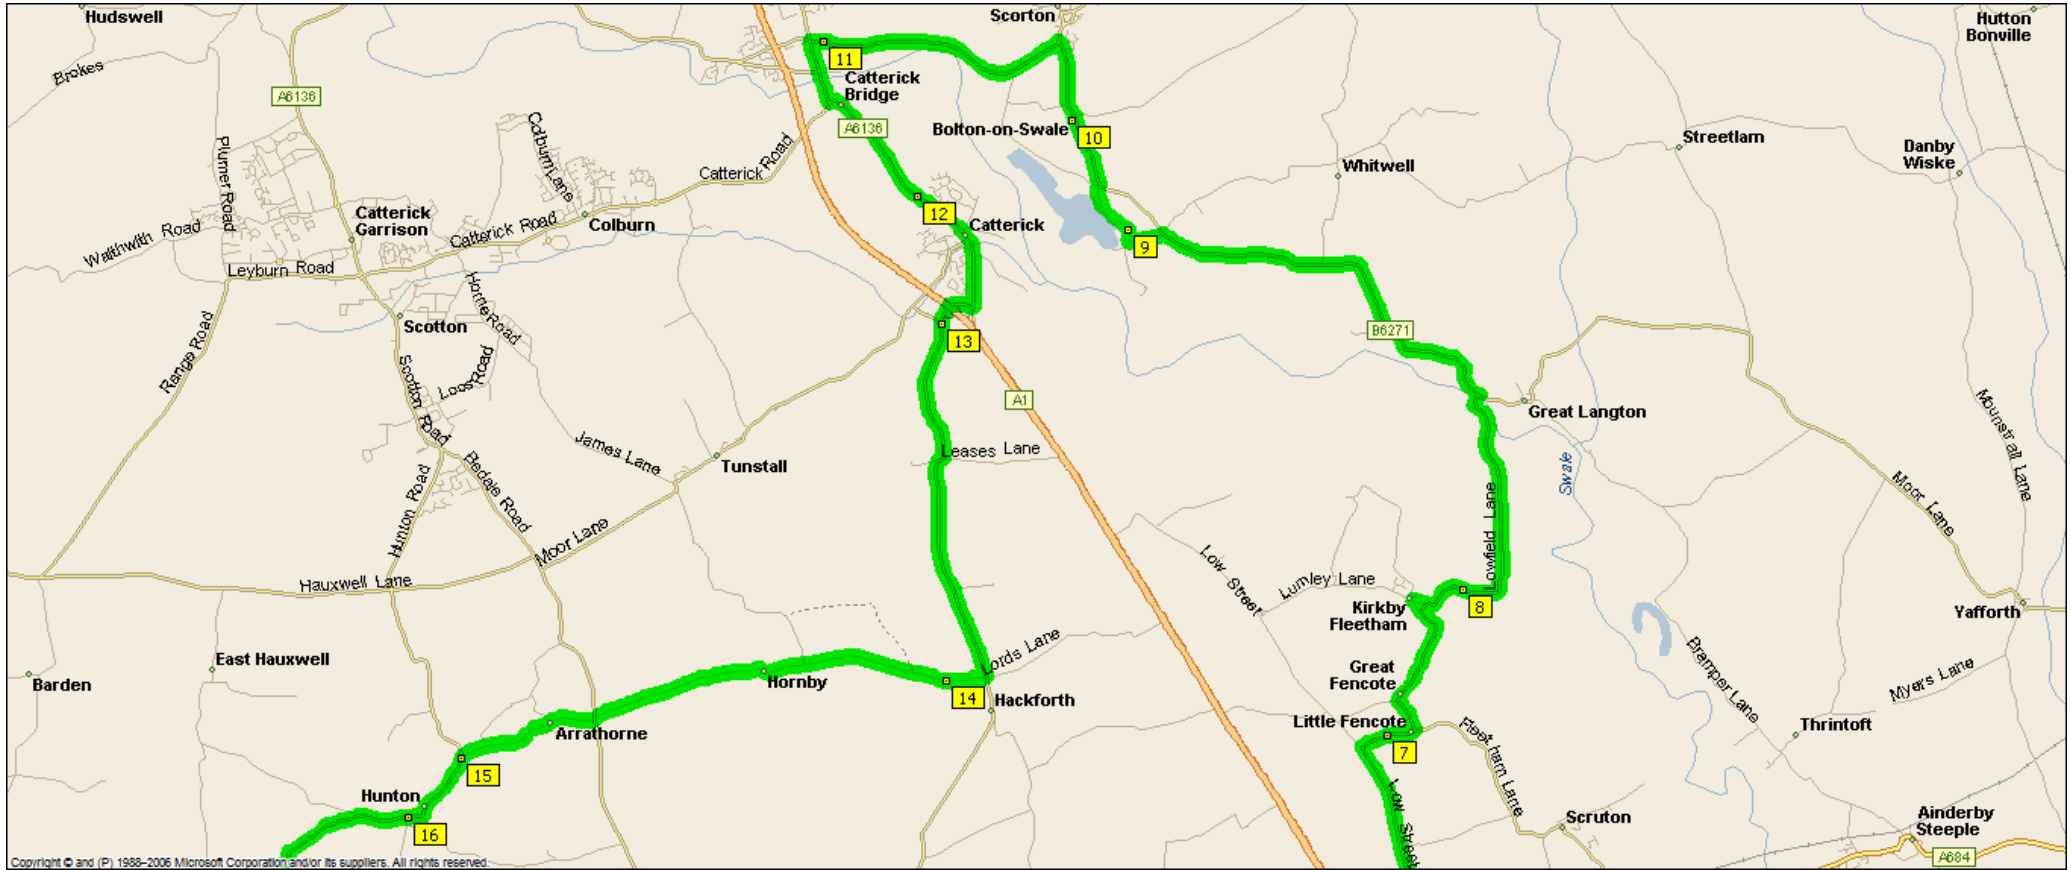 Hudswell
Scorton
Hutton
Bonville
Brokes
11
A6136
Catterick
Bridge
A6136
Colburn Lane
Bolton-on-Swale
10
Streetlam
Plumer Road
Catterick Road
Whitwell
Danby
Wiske
Catterick
Garrison
12
Catterick
Colburn
Catterick Road
Waithwith Road
9
Leyburn Road
Horne Road
Scotton
13
B6271
Range Road
Loos Road
Scotton Road
A1
Great Langton
Mounstrall Lane
James Lane
Leases Lane
Tunstall
Swale
Hunton Road
Bedale Road
Moor Lane
Lowfield Lane
Moor Lane
Hauxwell Lane
Low Street
Lumley Lane
Kirkby
Fleetham
8
Yafforth
East Hauxwell
Lords Lane
Barden
Hornby
14
Hackforth
Great
Fencote
Bramper Lane
Myers Lane
Arrathorne
Little Fencote
7
Fleetham Lane
Thrintoft
15
Hunton
16
Low Street
Scruton
Ainderby
Steeple
A684
Copyright © and (P) 1988–2006 Microsoft Corporation and/or its suppliers. All rights reserved.